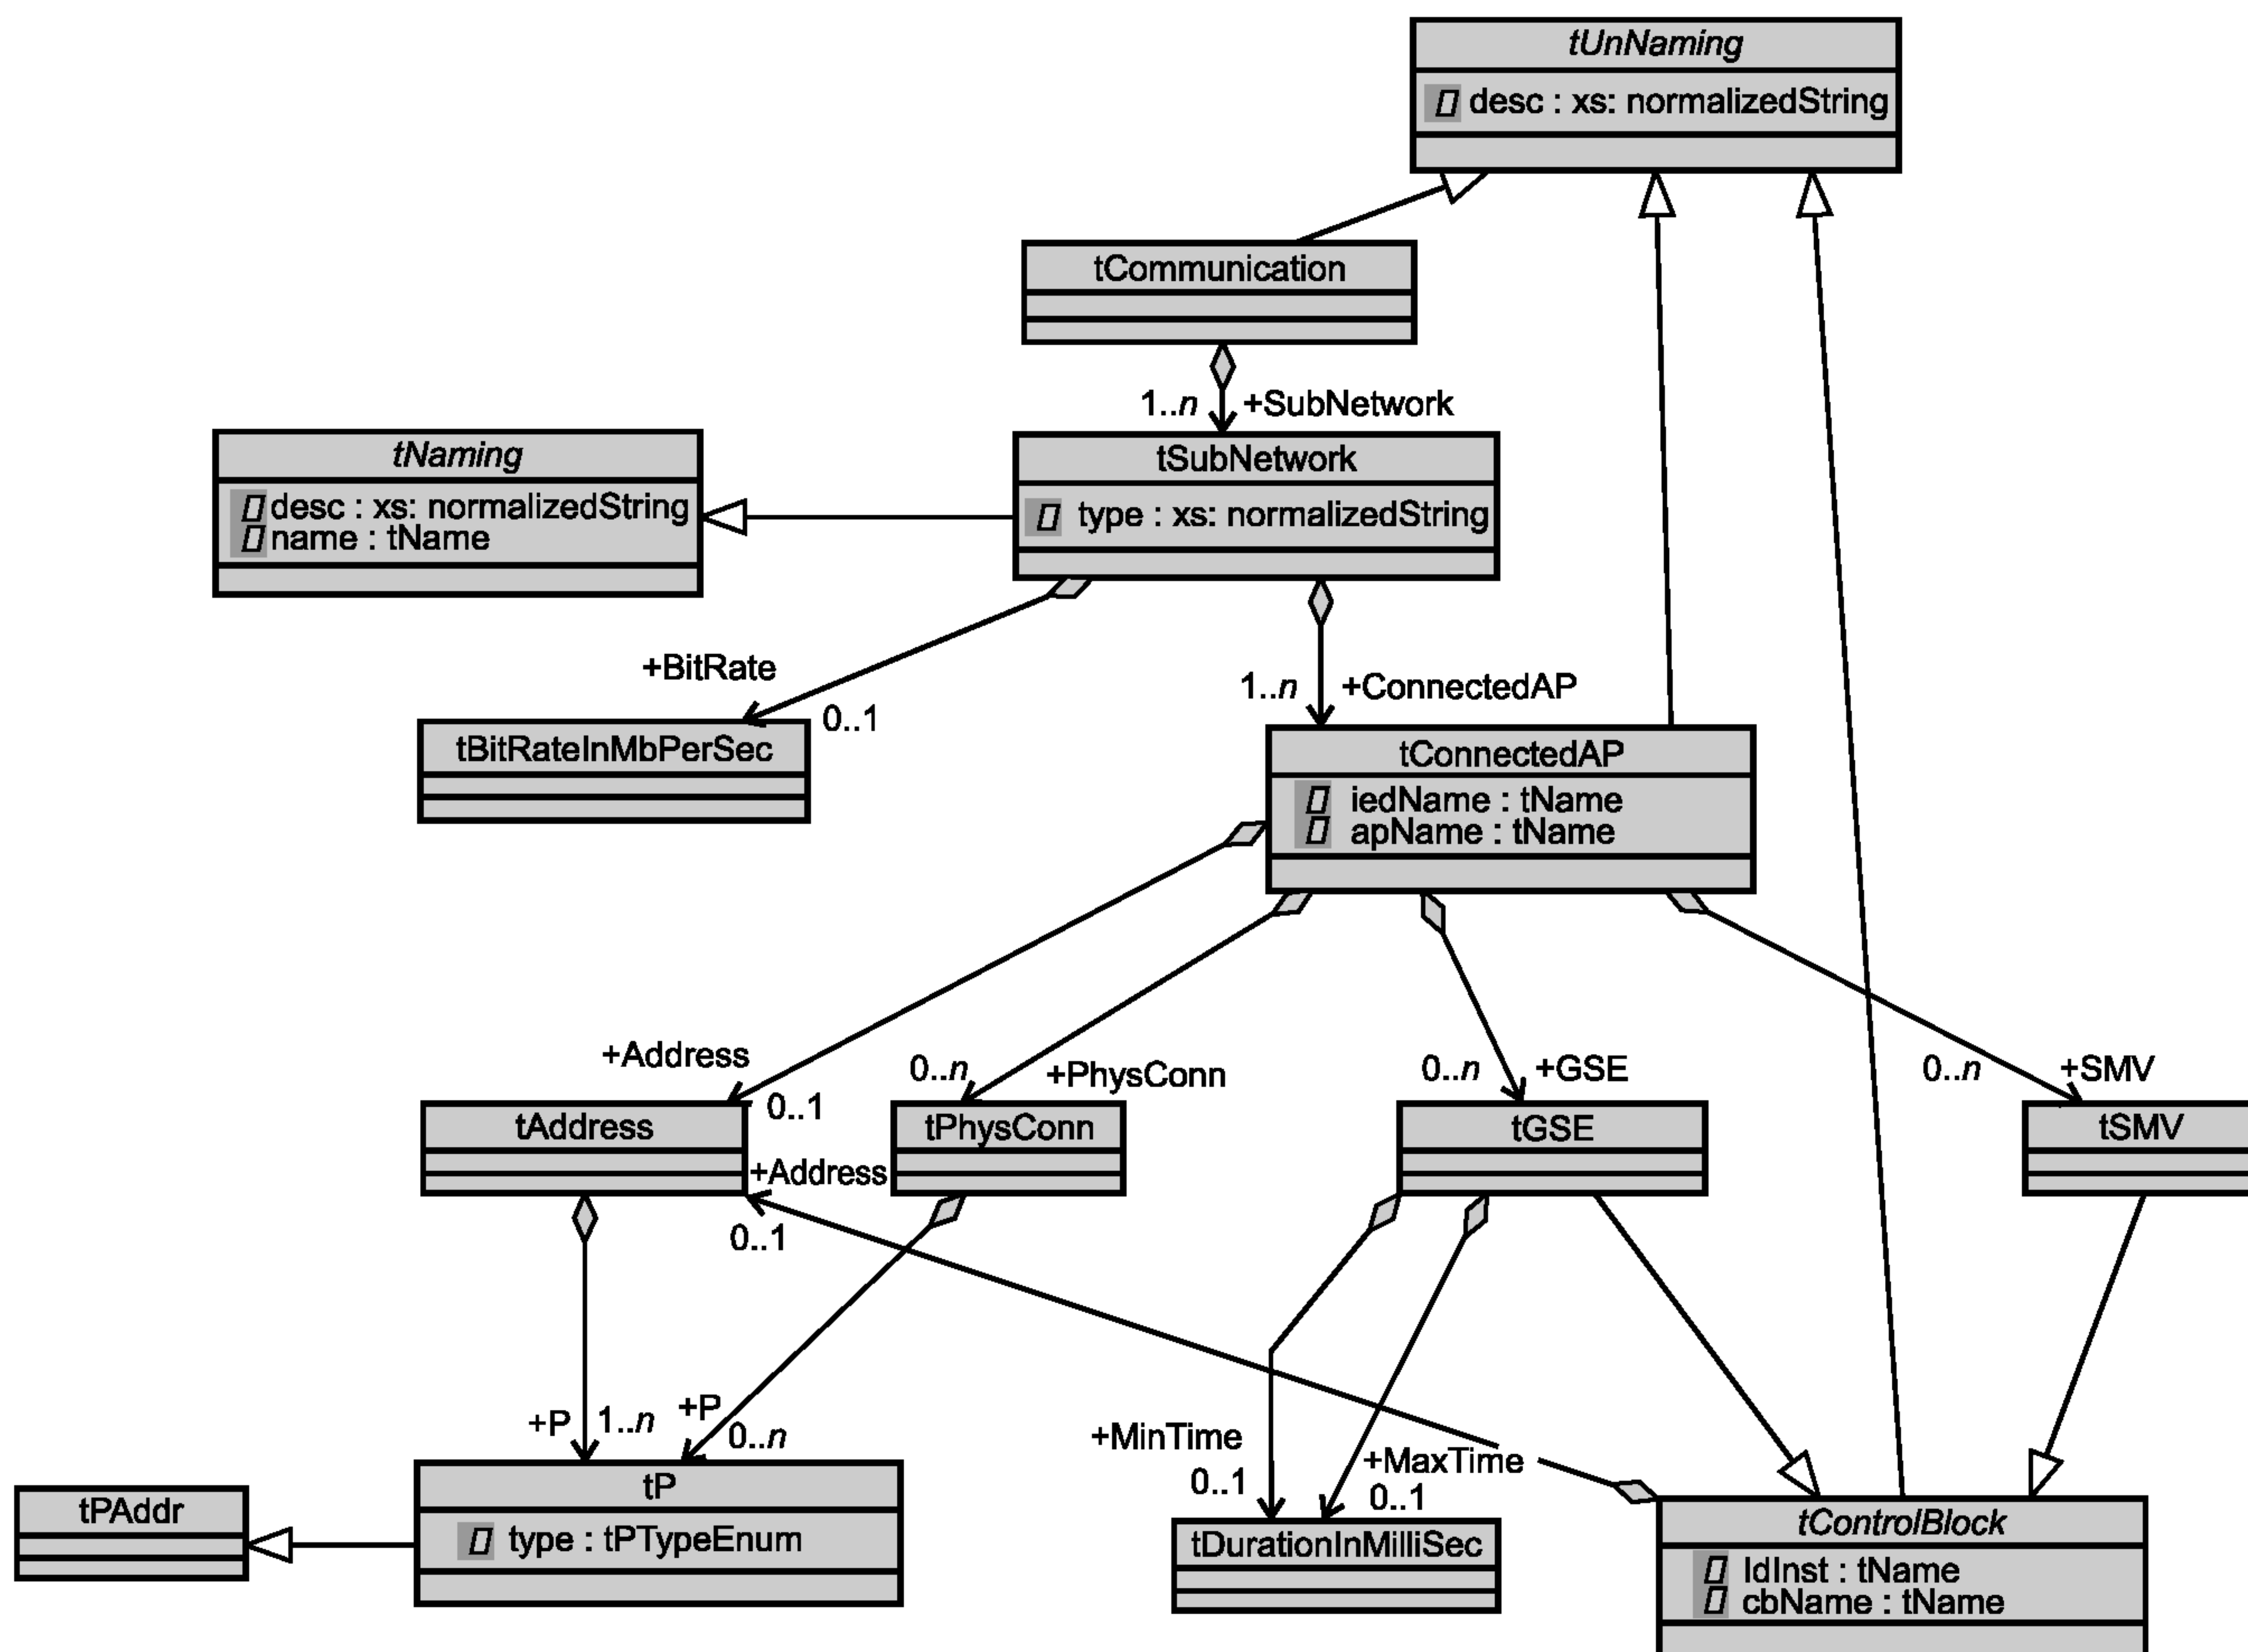 tUnNaming
desc : xs: normalizedString
tCommunication
1..n +SubNetwork
tNaming
desc : xs: normalizedString
name : tName
tSubNetwork
type : xs: normalizedString
+BitRate
0..1
1..n +ConnectedAP
tBitRateInMbPerSec
tConnectedAP
iedName : tName
apName : tName
+Address
0..1
0..n +PhysConn
0..n +GSE
0..n +SMV
tAddress
tPhysConn
tGSE
tSMV
+Address
0..1
+P 1..n
+P
0..n
+MinTime
0..1
+MaxTime
0..1
tPAddr
tP
type : tPTypeEnum
tDurationInMilliSec
tControlBlock
ldInst : tName
cbName : tName